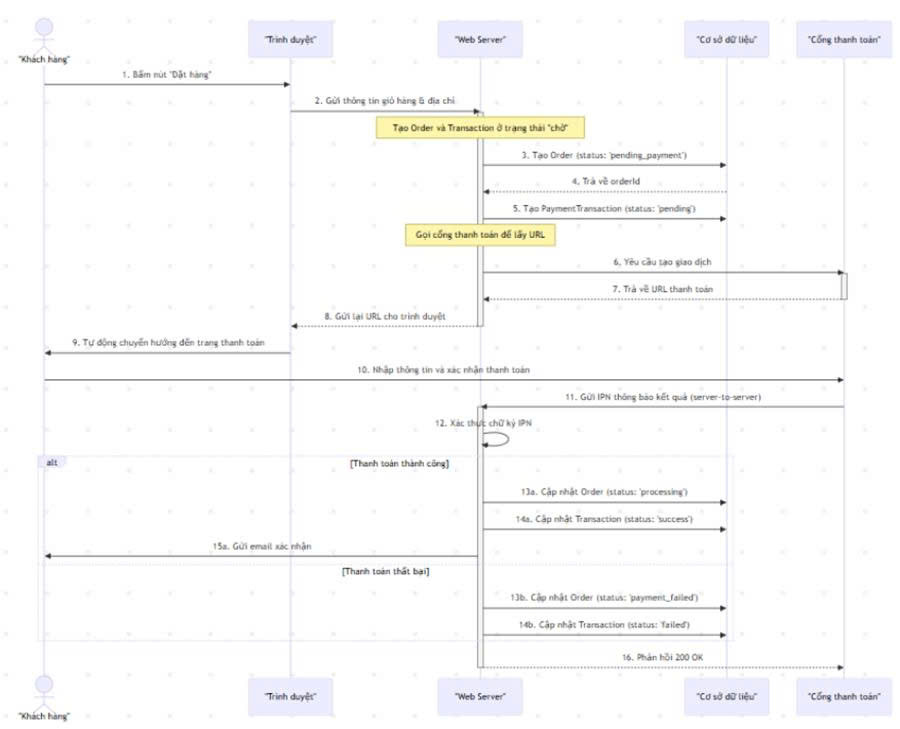 "Khách hàng"
"Trình duyệt"
"Web Server"
"Cơ sở dữ liệu"
"Cổng thanh toán"
1. Bấm nút "Đặt hàng"
2. Gửi thông tin giỏ hàng & địa chỉ
Tạo Order và Transaction ở trạng thái "chờ"
3. Tạo Order (status: 'pending_payment')
4. Trả về orderId
5. Tạo PaymentTransaction (status: 'pending')
Gọi cổng thanh toán để lấy URL
6. Yêu cầu tạo giao dịch
7. Trả về URL thanh toán
8. Gửi lại URL cho trình duyệt
9. Tự động chuyển hướng đến trang thanh toán
10. Nhập thông tin và xác nhận thanh toán
11. Gửi IPN thông báo kết quả (server-to-server)
12. Xác thực chữ ký IPN
alt
[Thanh toán thành công]
13a. Cập nhật Order (status: 'processing')
14a. Cập nhật Transaction (status: 'success')
15a. Gửi email xác nhận
[Thanh toán thất bại]
13b. Cập nhật Order (status: 'payment_failed')
14b. Cập nhật Transaction (status: 'failed')
16. Phản hồi 200 OK
"Khách hàng"
"Trình duyệt"
"Web Server"
"Cơ sở dữ liệu"
"Cổng thanh toán"